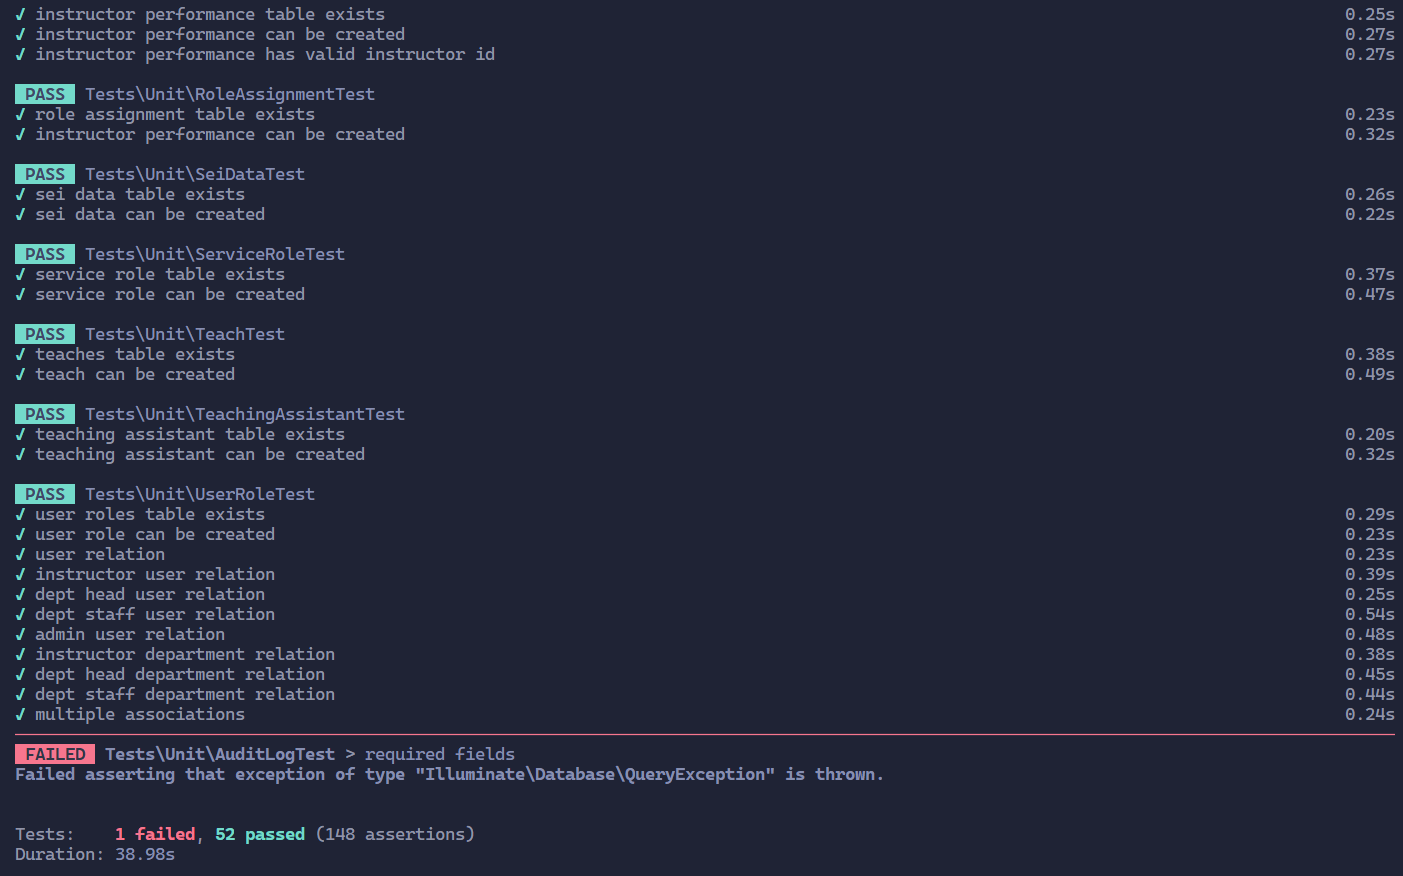 ✓ instructor performance table exists 0.25s
✓ instructor performance can be created 0.27s
✓ instructor performance has valid instructor id 0.27s
PASS Tests\Unit\RoleAssignmentTest
✓ role assignment table exists 0.23s
✓ instructor performance can be created 0.32s
PASS Tests\Unit\SeiDataTest
✓ sei data table exists 0.26s
✓ sei data can be created 0.22s
PASS Tests\Unit\ServiceRoleTest
✓ service role table exists 0.37s
✓ service role can be created 0.47s
PASS Tests\Unit\TeachTest
✓ teaches table exists 0.38s
✓ teach can be created 0.49s
PASS Tests\Unit\TeachingAssistantTest
✓ teaching assistant table exists 0.20s
✓ teaching assistant can be created 0.32s
PASS Tests\Unit\UserRoleTest
✓ user roles table exists 0.29s
✓ user role can be created 0.23s
✓ user relation 0.23s
✓ instructor user relation 0.39s
✓ dept head user relation 0.25s
✓ dept staff user relation 0.54s
✓ admin user relation 0.48s
✓ instructor department relation 0.38s
✓ dept head department relation 0.45s
✓ dept staff department relation 0.44s
✓ multiple associations 0.24s
FAILED Tests\Unit\AuditLogTest > required fields
Failed asserting that exception of type "Illuminate\Database\QueryException" is thrown.
Tests: 1 failed, 52 passed (148 assertions)
Duration: 38.98s